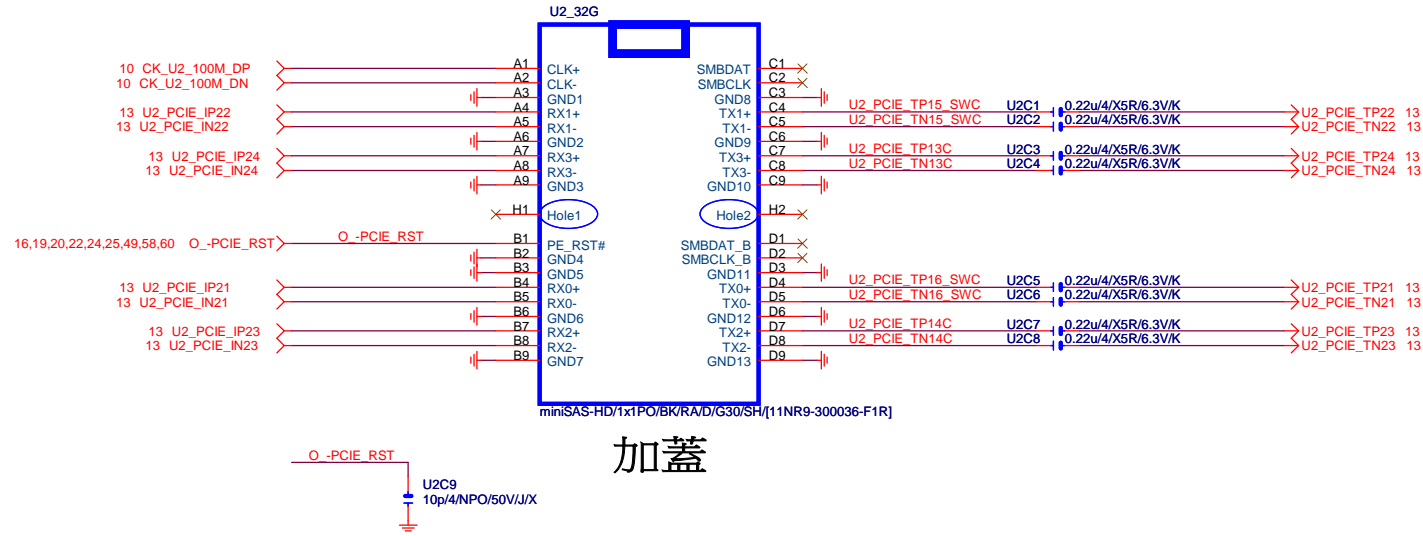 U2_32G
10 CK_U2_100M_DP A1 CLK+ SMBDAT C1
10 CK_U2_100M_DN A2 CLK- SMBCLK C2
A3 GND1 GND8 C3
13 U2_PCIE_IP22 A4 RX1+ TX1+ C4 U2_PCIE_TP15_SWC U2C1 0.22u/4/X5R/6.3V/K U2_PCIE_TP22 13
13 U2_PCIE_IN22 A5 RX1- TX1- C5 U2_PCIE_TN15_SWC U2C2 0.22u/4/X5R/6.3V/K U2_PCIE_TN22 13
A6 GND2 GND9 C6
13 U2_PCIE_IP24 A7 RX3+ TX3+ C7 U2_PCIE_TP13C U2C3 0.22u/4/X5R/6.3V/K U2_PCIE_TP24 13
13 U2_PCIE_IN24 A8 RX3- TX3- C8 U2_PCIE_TN13C U2C4 0.22u/4/X5R/6.3V/K U2_PCIE_TN24 13
A9 GND3 GND10 C9
H1 Hole1 Hole2 H2
16,19,20,22,24,25,49,58,60 O_-PCIE_RST O_-PCIE_RST B1 PE_RST# SMBDAT_B D1
B2 GND4 SMBCLK_B D2
B3 GND5 GND11 D3
13 U2_PCIE_IP21 B4 RX0+ TX0+ D4 U2_PCIE_TP16_SWC U2C5 0.22u/4/X5R/6.3V/K U2_PCIE_TP21 13
13 U2_PCIE_IN21 B5 RX0- TX0- D5 U2_PCIE_TN16_SWC U2C6 0.22u/4/X5R/6.3V/K U2_PCIE_TN21 13
B6 GND6 GND12 D6
13 U2_PCIE_IP23 B7 RX2+ TX2+ D7 U2_PCIE_TP14C U2C7 0.22u/4/X5R/6.3V/K U2_PCIE_TP23 13
13 U2_PCIE_IN23 B8 RX2- TX2- D8 U2_PCIE_TN14C U2C8 0.22u/4/X5R/6.3V/K U2_PCIE_TN23 13
B9 GND7 GND13 D9
miniSAS-HD/1x1PO/BK/RA/D/G30/SH/[11NR9-300036-F1R]
加蓋
O_-PCIE_RST
U2C9
10p/4/NPO/50V/J/X